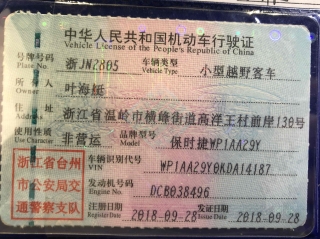 中华人民共和国机动车行驶证
Vehicle License of the People's Republic of China
号牌号码 浙JN2805 车辆类型 小型越野客车
Plate No. Vehicle Type
所有人 叶海艇
Owner
住址 浙江省温岭市横峰街道高洋王村前岸130号
Address
使用性质 非营运 品牌型号 保时捷WP1AA29Y
Use Character Model
浙江省台州 车辆识别代号 WP1AA29Y0KDA14187
VIN
市公安局交 发动机号码 DCB038496
Engine No.
通警察支队 注册日期 2018-09-28 发证日期 2018-09-28
Register Date Issue Date